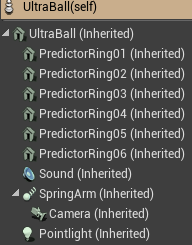 UltraBall(self)
UltraBall (Inherited)
PredictorRing01 (Inherited)
PredictorRing02 (Inherited)
PredictorRing03 (Inherited)
PredictorRing04 (Inherited)
PredictorRing05 (Inherited)
PredictorRing06 (Inherited)
Sound (Inherited)
SpringArm (Inherited)
Camera (Inherited)
Pointlight (Inherited)